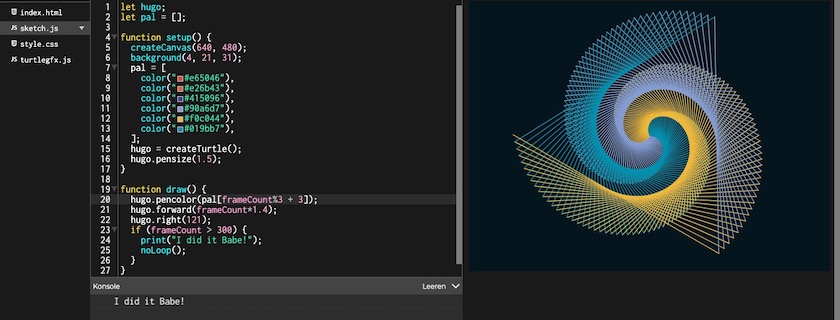 index.html
sketch.js
style.css
turtlegfx.js
1 let hugo;
2 let pal = [];
3
4 function setup() {
5 createCanvas(640, 480);
6 background(4, 21, 31);
7 pal = [
8 color("#e65046"),
9 color("#e26b43"),
10 color("#415096"),
11 color("#90a6d7"),
12 color("#f0c044"),
13 color("#019bb7"),
14 ];
15 hugo = createTurtle();
16 hugo.pensize(1.5);
17 }
18
19 function draw() {
20 hugo.pencolor(pal[frameCount%3 + 3]);
21 hugo.forward(frameCount*1.4);
22 hugo.right(121);
23 if (frameCount > 300) {
24 print("I did it Babe!");
25 noLoop();
26 }
27 }
Konsole Leeren
I did it Babe!